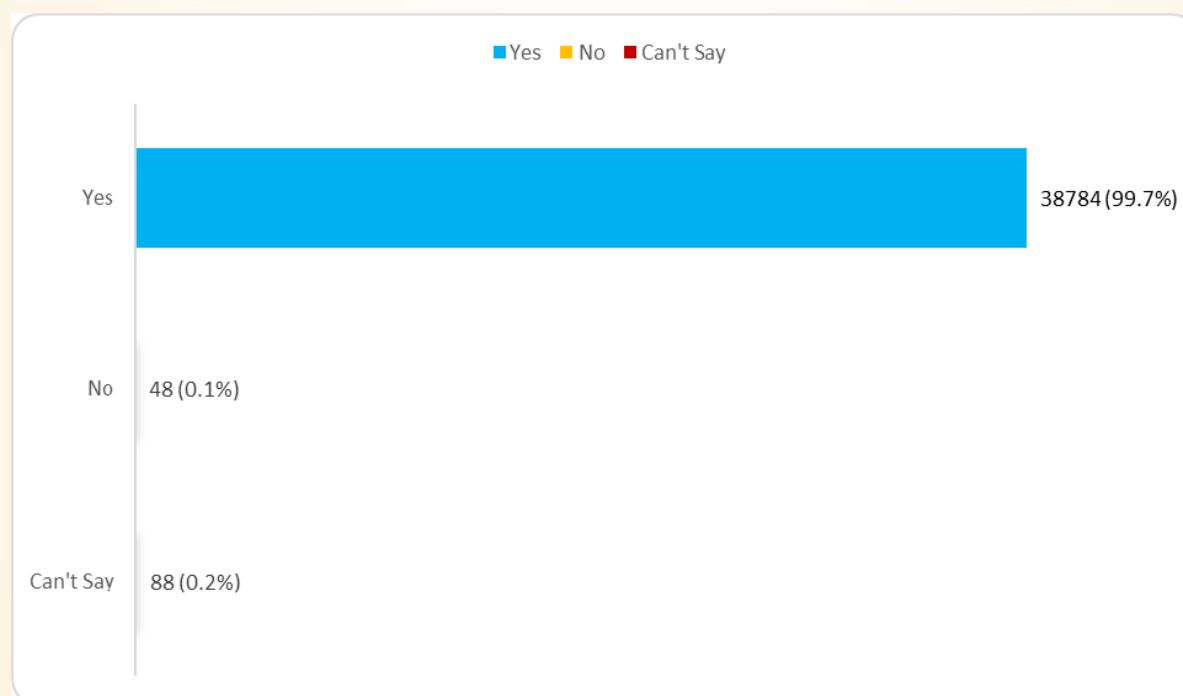 Yes No Can't Say
Yes 38784 (99.7%)
No 48 (0.1%)
Can't Say 88 (0.2%)